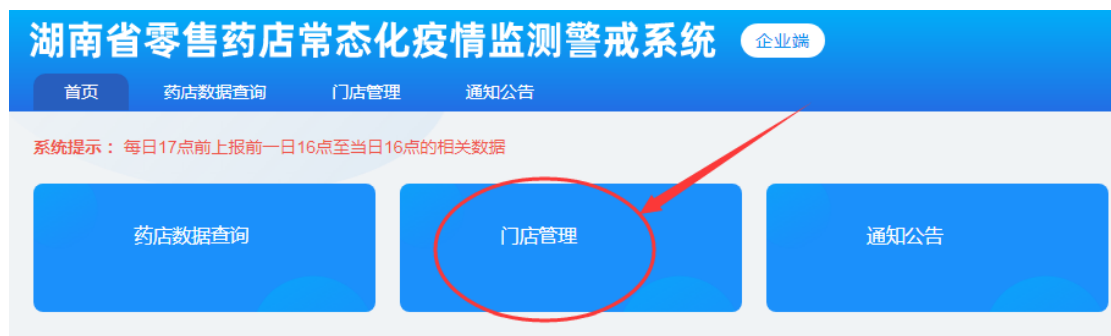 湖南省零售药店常态化疫情监测警戒系统 企业端
首页 药店数据查询 门店管理 通知公告
系统提示：每日17点前上报前一日16点至当日16点的相关数据
药店数据查询 门店管理 通知公告